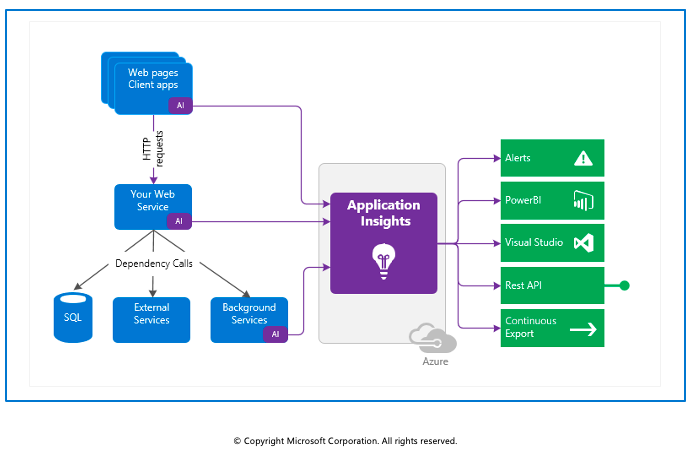 Web pages
Client apps
AI
HTTP
requests
Your Web
Service
AI
Dependency Calls
SQL
External
Services
Background
Services
AI
Application
Insights
Azure
Alerts
PowerBI
Visual Studio
Rest API
Continuous
Export
© Copyright Microsoft Corporation. All rights reserved.